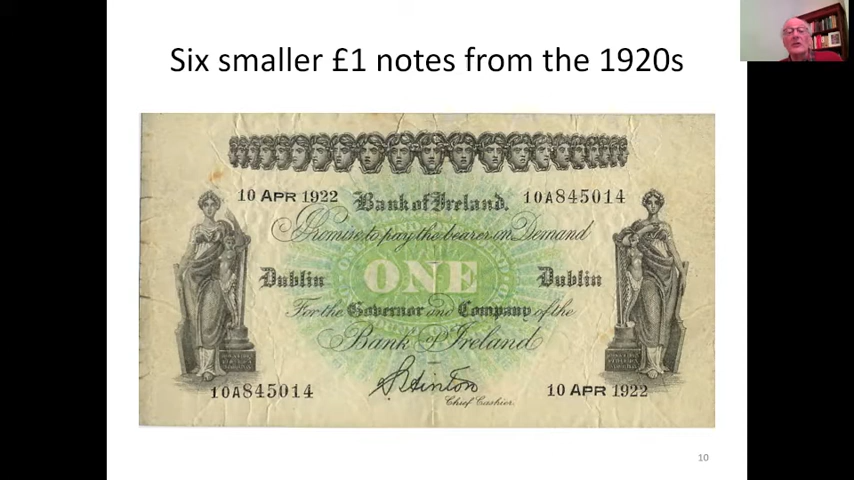 Six smaller £1 notes from the 1920s
10 APR 1922 Bank of Ireland. 10A845014
Promise to pay the bearer on Demand
Dublin ONE Dublin
For the Governor and Company of the
Bank of Ireland
10A845014 S Hinton 10 APR 1922
Chief Cashier.
10